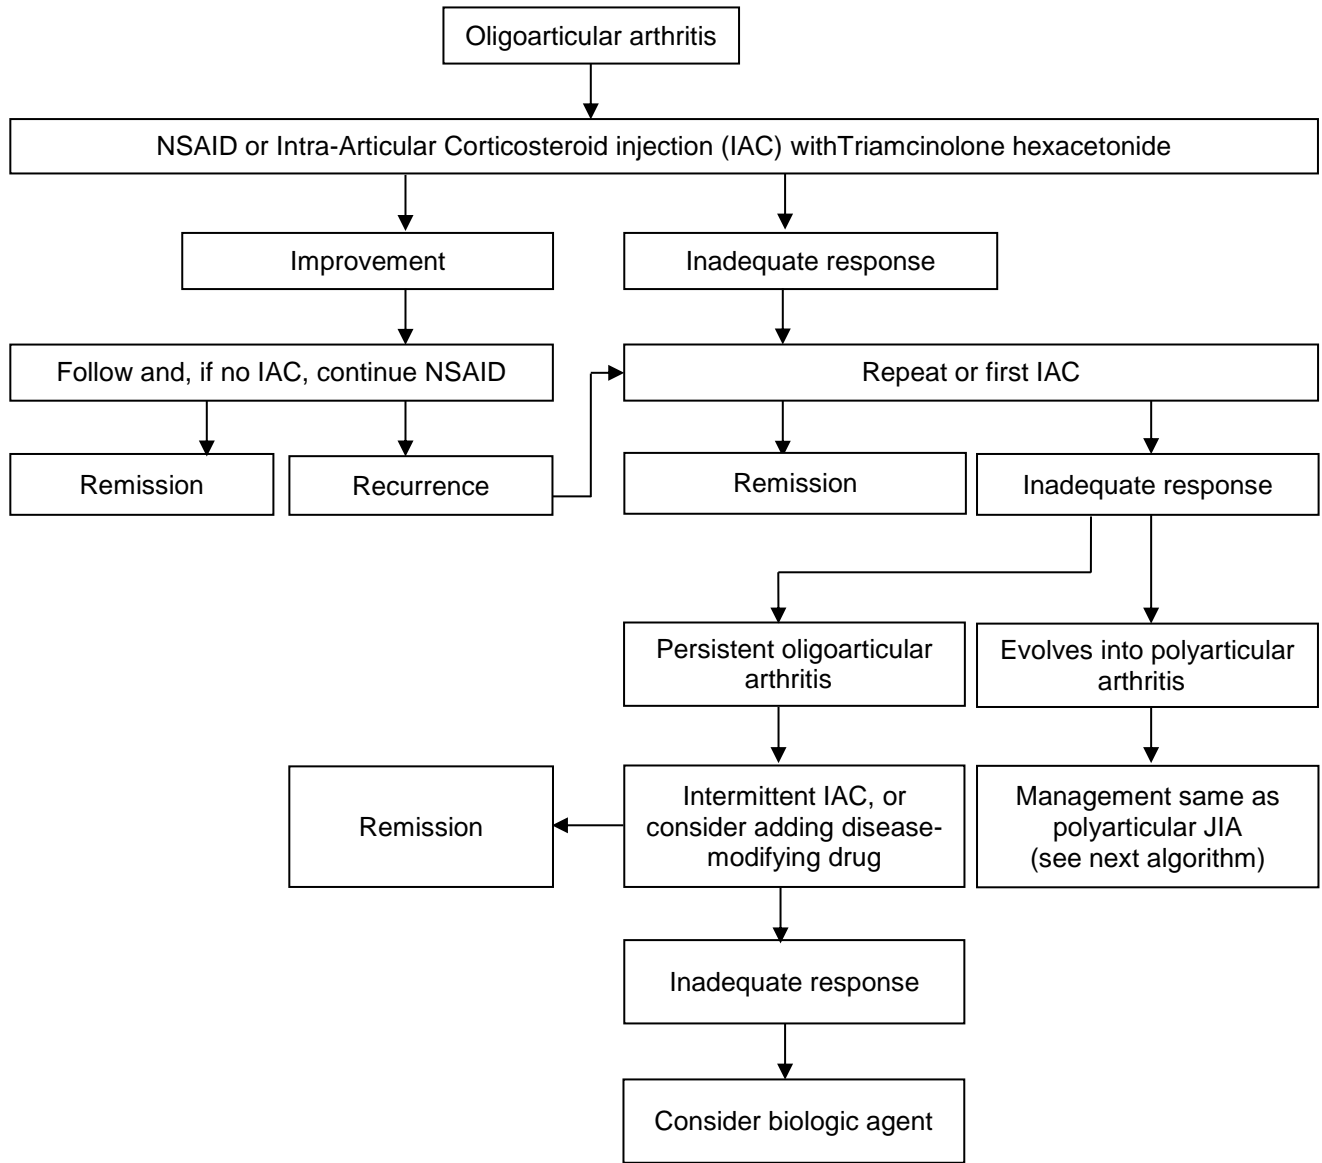 Oligoarticular arthritis
NSAID or Intra-Articular Corticosteroid injection (IAC) withTriamcinolone hexacetonide
Improvement
Inadequate response
Follow and, if no IAC, continue NSAID
Repeat or first IAC
Remission
Recurrence
Remission
Inadequate response
Persistent oligoarticular
arthritis
Evolves into polyarticular
arthritis
Remission
Intermittent IAC, or
consider adding disease-
modifying drug
Management same as
polyarticular JIA
(see next algorithm)
Inadequate response
Consider biologic agent